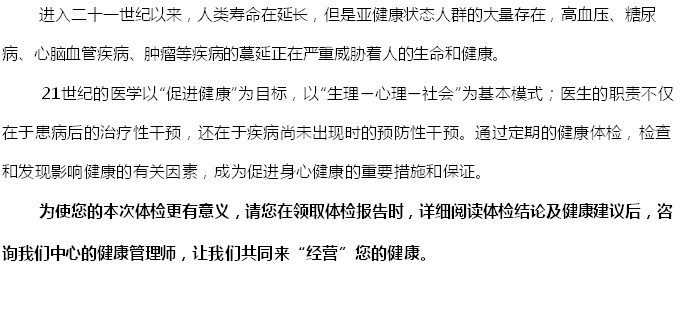 进入二十一世纪以来，人类寿命在延长，但是亚健康状态人群的大量存在，高血压、糖尿
病、心脑血管疾病、肿瘤等疾病的蔓延正在严重威胁着人的生命和健康。
21世纪的医学以“促进健康”为目标，以“生理—心理—社会”为基本模式；医生的职责不仅
在于患病后的治疗性干预，还在于疾病尚未出现时的预防性干预。通过定期的健康体检，检查
和发现影响健康的有关因素，成为促进身心健康的重要措施和保证。
为使您的本次体检更有意义，请您在领取体检报告时，详细阅读体检结论及健康建议后，咨
询我们中心的健康管理师，让我们共同来“经营”您的健康。